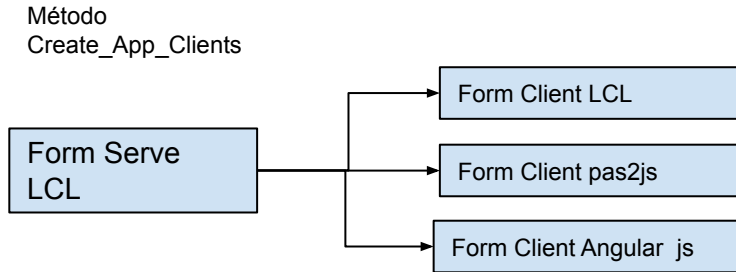 Método
Create_App_Clients
Form Client LCL
Form Serve
LCL
Form Client pas2js
Form Client Angular js